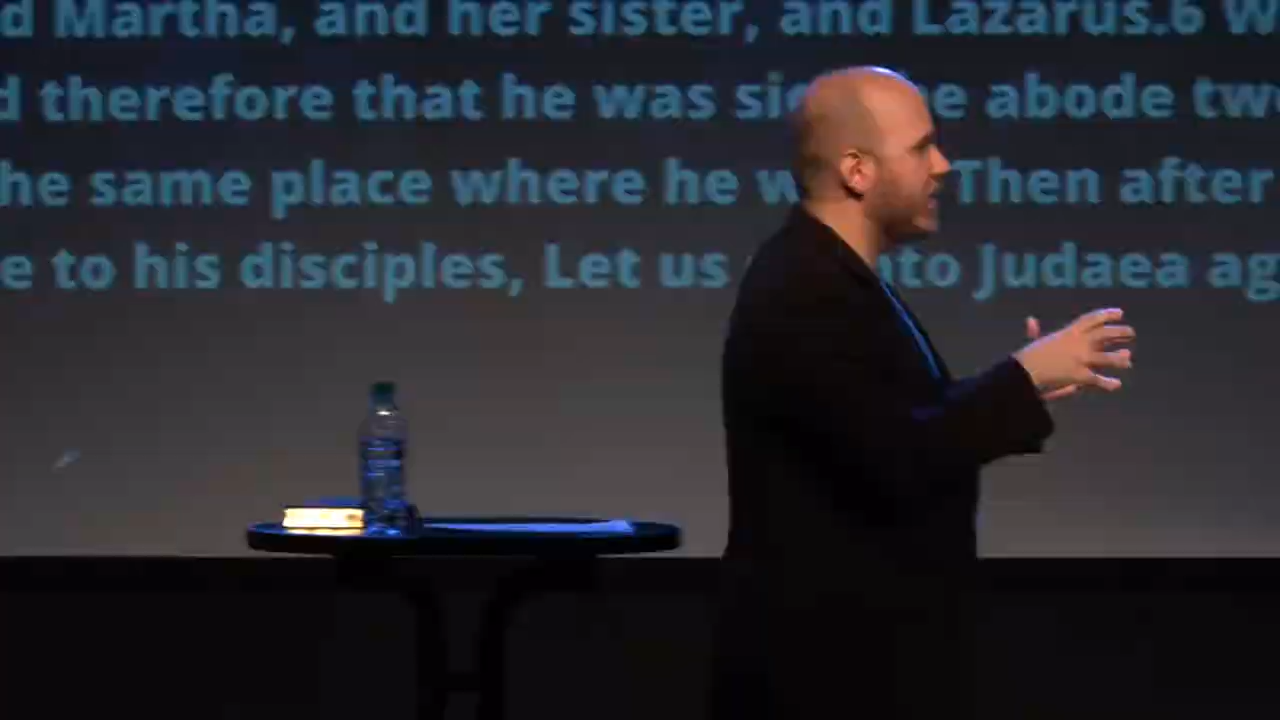 d Martha, and her sister, and Lazarus.6 W
d therefore that he was si e abode tw
he same place where he w Then after
e to his disciples, Let us nto Judaea ag